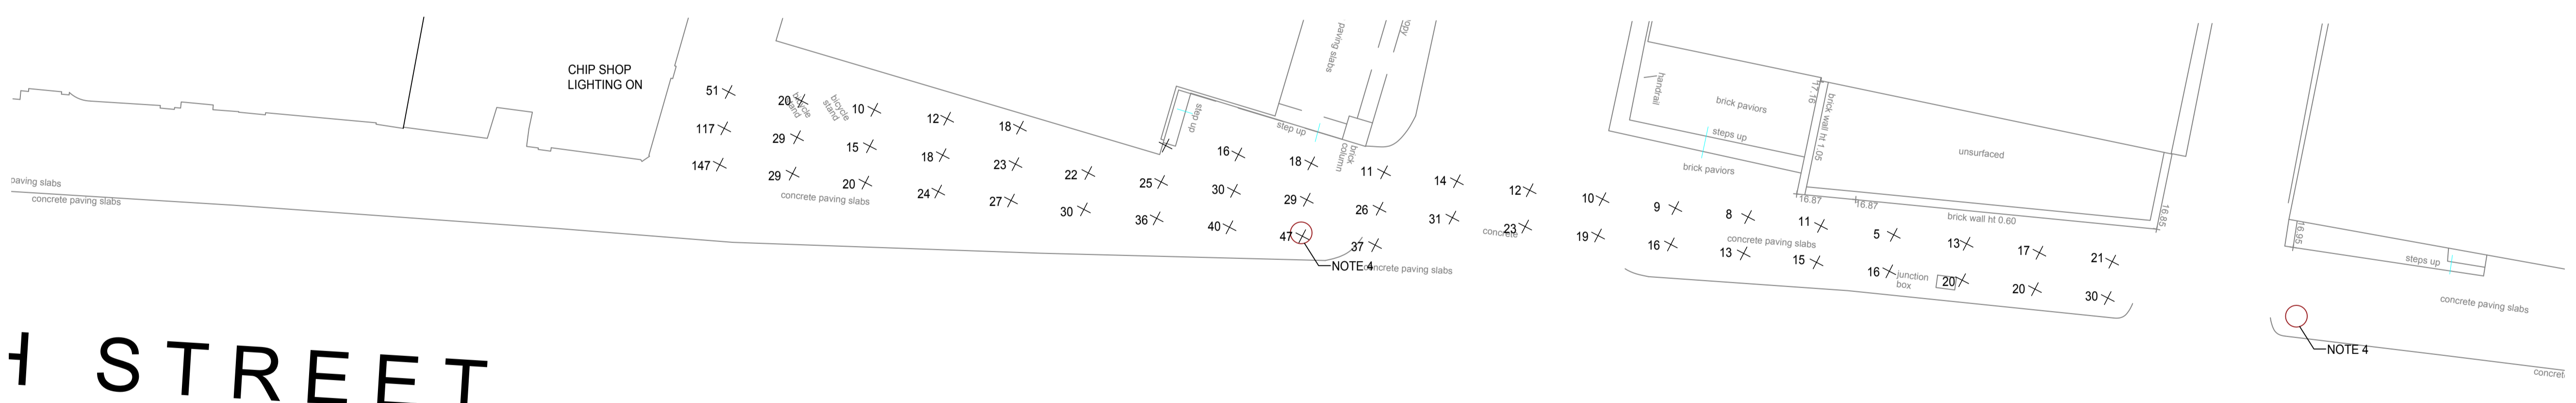 CHIP SHOP
LIGHTING ON
51
20
bicycle
stand
bicycle
stand
10
12
18
117
29
15
18
23
22
25
16
18
11
14
12
10
9
8
11
5
13
17
21
147
29
20
24
27
30
36
30
29
26
31
23
19
16
13
15
16
20
20
30
40
47
37
paving slabs
concrete paving slabs
concrete paving slabs
step up
step up
paving slabs
brick
column
NOTE 4
concrete paving slabs
concrete
handrail
brick paviors
steps up
brick paviors
17.16
brick wall ht 1.05
unsurfaced
16.87
16.87
brick wall ht 0.60
16.85
concrete paving slabs
junction
box
16.95
steps up
concrete paving slabs
NOTE 4
STREET